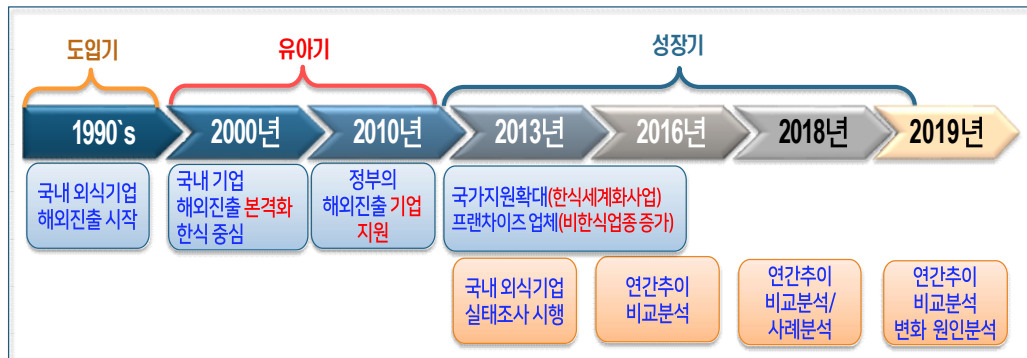 도입기
유아기
성장기
1990`s
2000년
2010년
2013년
2016년
2018년
2019년
국내 외식기업
해외진출 시작
국내 기업
해외진출 본격화
한식 중심
정부의
해외진출 기업
지원
국가지원확대(한식세계화사업)
프랜차이즈 업체(비한식업종 증가)
국내 외식기업
실태조사 시행
연간추이
비교분석
연간추이
비교분석/
사례분석
연간추이
비교분석
변화 원인분석